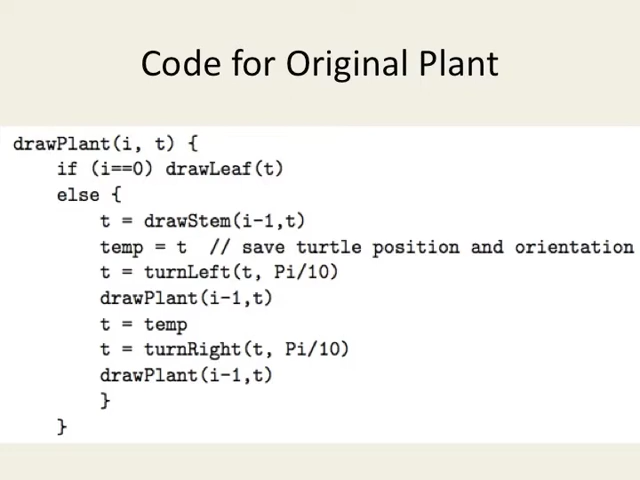 Code for Original Plant
drawPlant(i, t) {
if (i==0) drawLeaf(t)
else {
t = drawStem(i-1,t)
temp = t // save turtle position and orientation
t = turnLeft(t, Pi/10)
drawPlant(i-1,t)
t = temp
t = turnRight(t, Pi/10)
drawPlant(i-1,t)
}
}